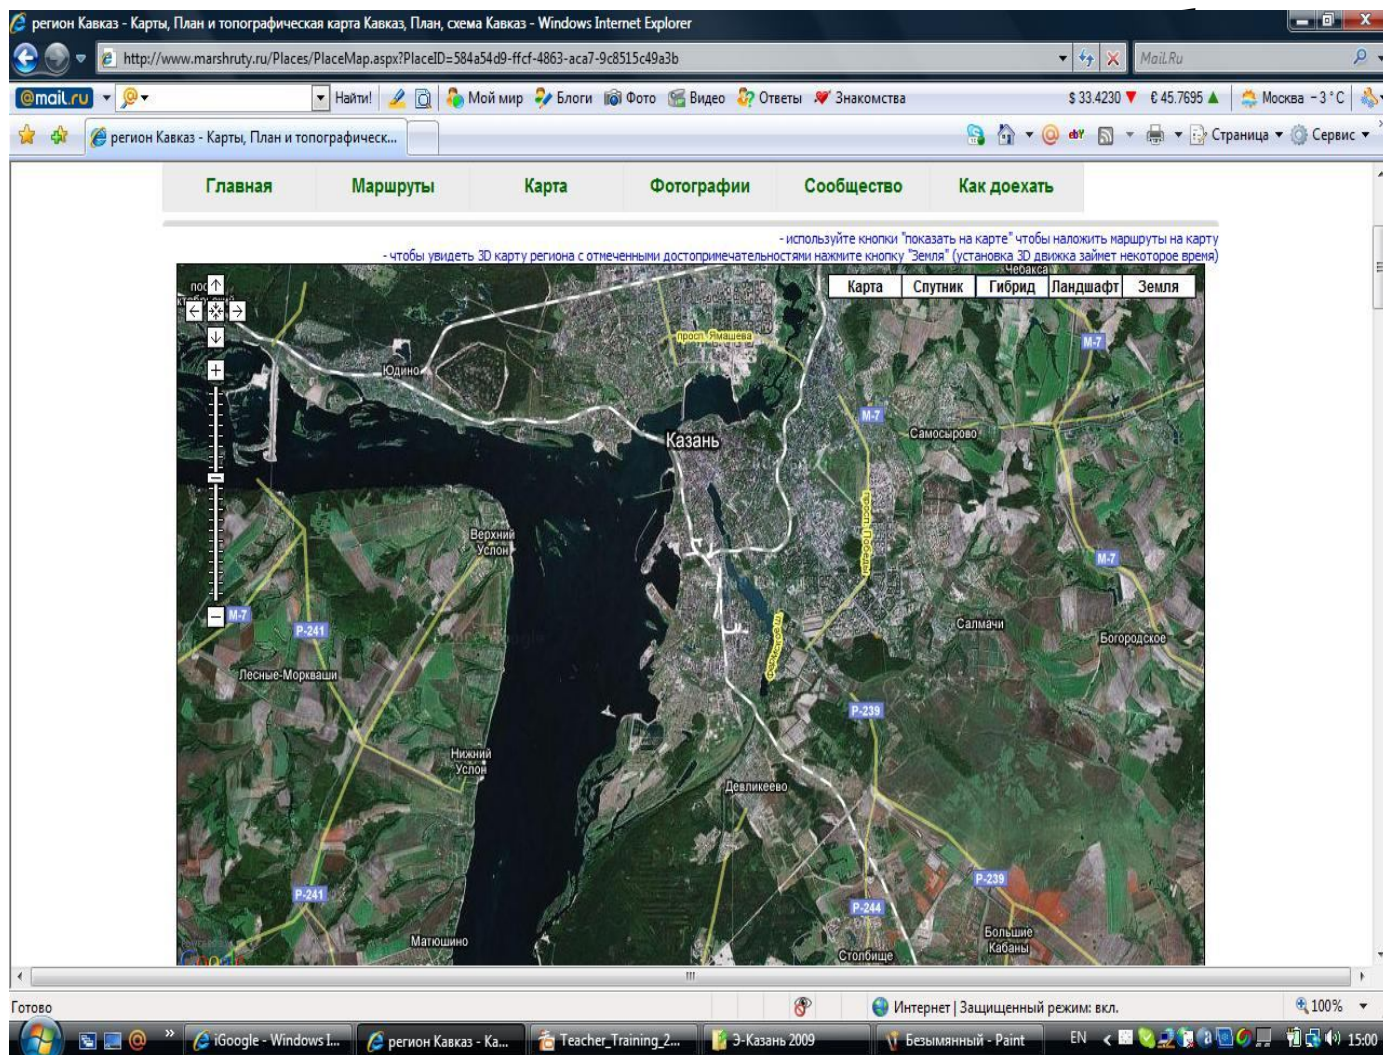 регион Кавказ - Карты, План и топографическая карта Кавказ, План, схема Кавказ - Windows Internet Explorer
http://www.marshruty.ru/Places/PlaceMap.aspx?PlaceID=584a54d9-ffcf-4863-aca7-9c8515c49a3b
Mail.Ru
@mail.ru Найти! Мой мир Блоги Фото Видео Ответы Знакомства $ 33.4230 € 45.7695 Москва - 3 °C
регион Кавказ - Карты, План и топографическ... ebY Страница Сервис
Главная Маршруты Карта Фотографии Сообщество Как доехать
- используйте кнопки "показать на карте" чтобы наложить маршруты на карту
- чтобы увидеть 3D карту региона с отмеченными достопримечательностями нажмите кнопку "Земля" (установка 3D движка займет некоторое время)
Чебакса
Карта Спутник Гибрид Ландшафт Земля
просп. Ямашева
М-7
Юдино
М-7
Самосырово
Казань
просп. Победы
Верхний
Услон
М-7
М-7
Р-241
Салмачи
Богородское
Лесные-Моркваши
Р-239
Нижний
Услон
Девликеево
Р-239
Р-241
Р-244
Большие
Кабаны
Матюшино
Столбище
Google
Готово Интернет | Защищенный режим: вкл. 100%
iGoogle - Windows I... регион Кавказ - Ка... Teacher_Training_2... Э-Казань 2009 Безымянный - Paint EN 15:00